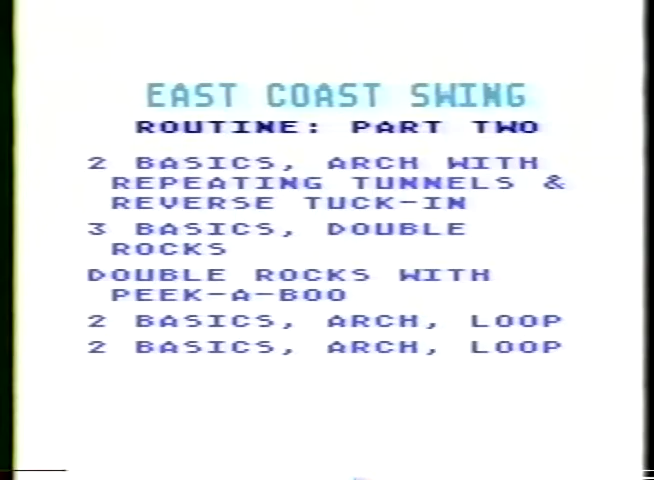 EAST COAST SWING
ROUTINE: PART TWO
2 BASICS, ARCH WITH
REPEATING TUNNELS &
REVERSE TUCK-IN
3 BASICS, DOUBLE
ROCKS
DOUBLE ROCKS WITH
PEEK-A-BOO
2 BASICS, ARCH, LOOP
2 BASICS, ARCH, LOOP